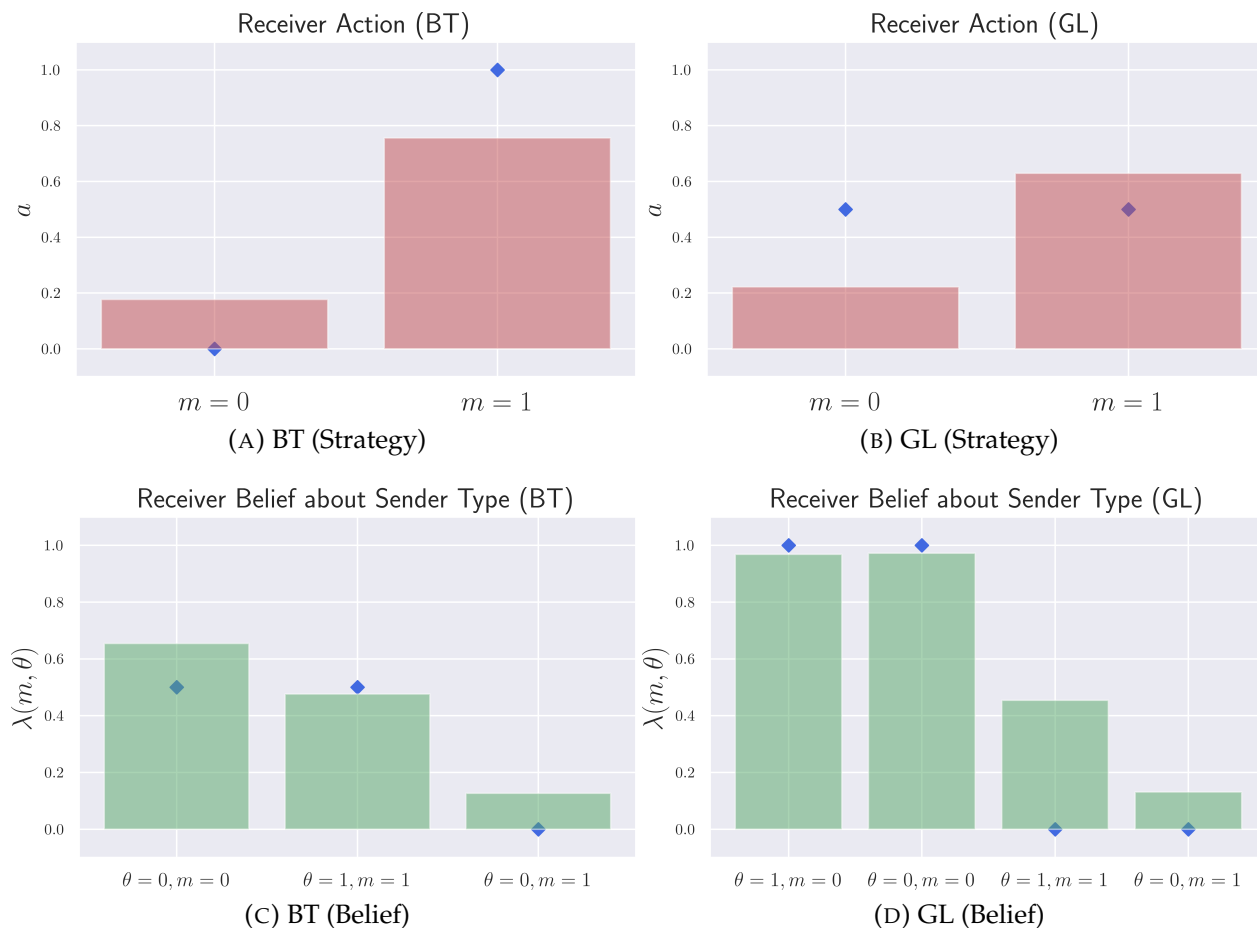 Receiver Action (BT)
1.0
0.8
0.6
0.4
0.2
0.0
a
m = 0
m = 1
(A) BT (Strategy)
Receiver Action (GL)
1.0
0.8
0.6
0.4
0.2
0.0
a
m = 0
m = 1
(B) GL (Strategy)
Receiver Belief about Sender Type (BT)
1.0
0.8
0.6
0.4
0.2
0.0
λ(m, θ)
θ = 0, m = 0
θ = 1, m = 1
θ = 0, m = 1
(C) BT (Belief)
Receiver Belief about Sender Type (GL)
1.0
0.8
0.6
0.4
0.2
0.0
λ(m, θ)
θ = 1, m = 0
θ = 0, m = 0
θ = 1, m = 1
θ = 0, m = 1
(D) GL (Belief)